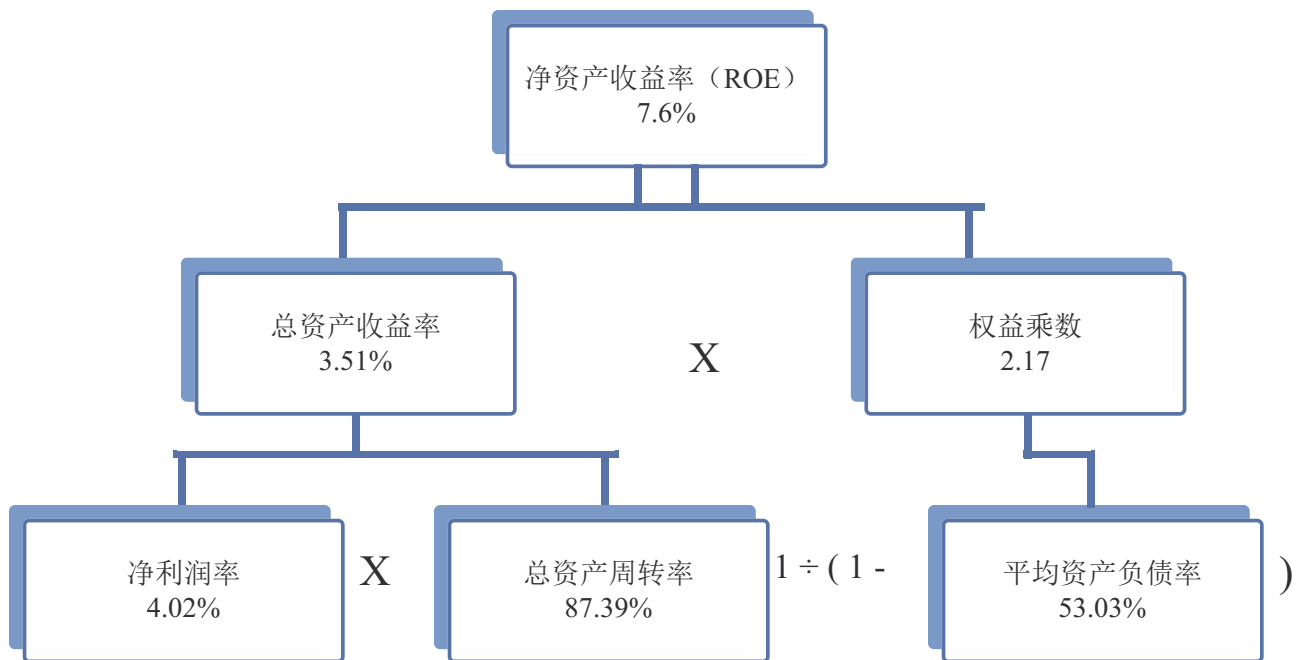 净资产收益率（ROE）
7.6%
总资产收益率
3.51%
X
权益乘数
2.17
净利润率
4.02%
X
总资产周转率
87.39%
1 ÷ ( 1 -
平均资产负债率
53.03%
)